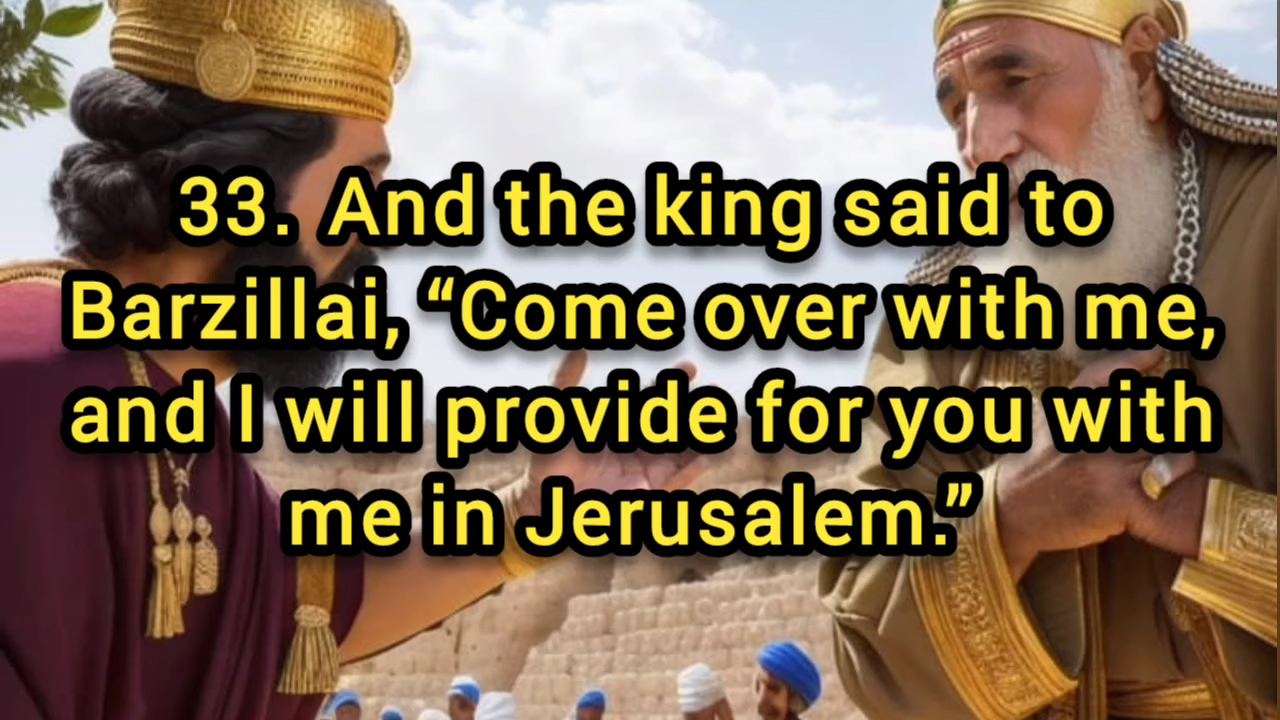 33. And the king said to
Barzillai, “Come over with me,
and I will provide for you with
me in Jerusalem.”